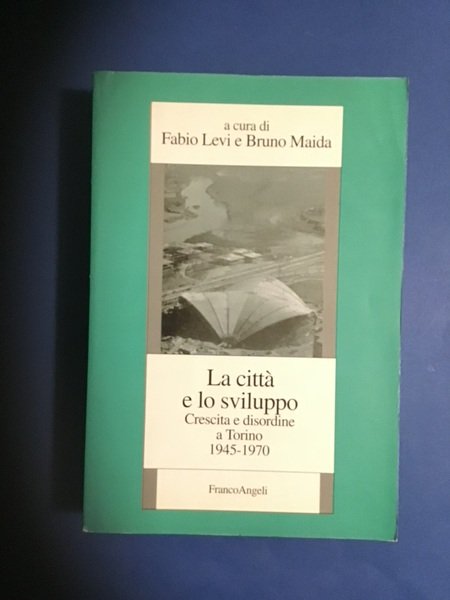 a cura di
Fabio Levi e Bruno Maida
La città
e lo sviluppo
Crescita e disordine
a Torino
1945-1970
FrancoAngeli